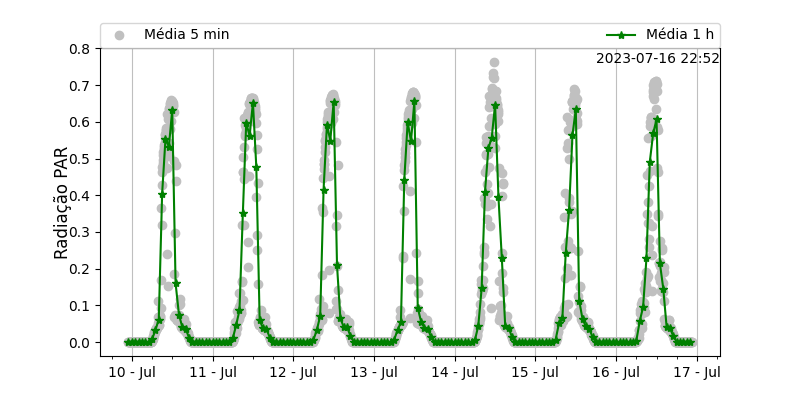 Média 5 min
Média 1 h
2023-07-16 22:52
Radiação PAR
0.8
0.7
0.6
0.5
0.4
0.3
0.2
0.1
0.0
10 - Jul
11 - Jul
12 - Jul
13 - Jul
14 - Jul
15 - Jul
16 - Jul
17 - Jul